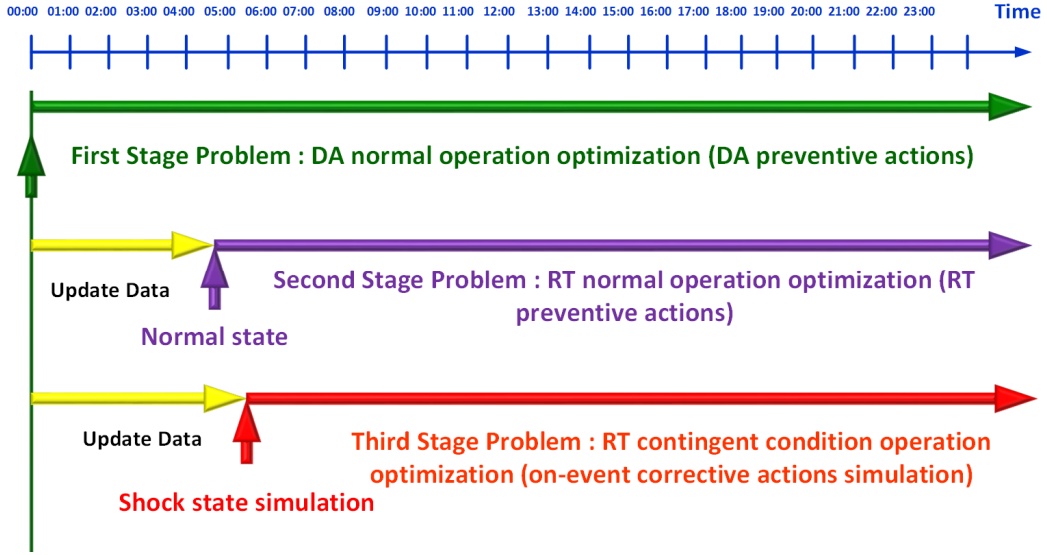 00:00 01:00 02:00 03:00 04:00 05:00 06:00 07:00 08:00 09:00 10:00 11:00 12:00 13:00 14:00 15:00 16:00 17:00 18:00 19:00 20:00 21:00 22:00 23:00 Time
First Stage Problem : DA normal operation optimization (DA preventive actions)
Update Data
Second Stage Problem : RT normal operation optimization (RT
preventive actions)
Normal state
Update Data
Third Stage Problem : RT contingent condition operation
optimization (on-event corrective actions simulation)
Shock state simulation